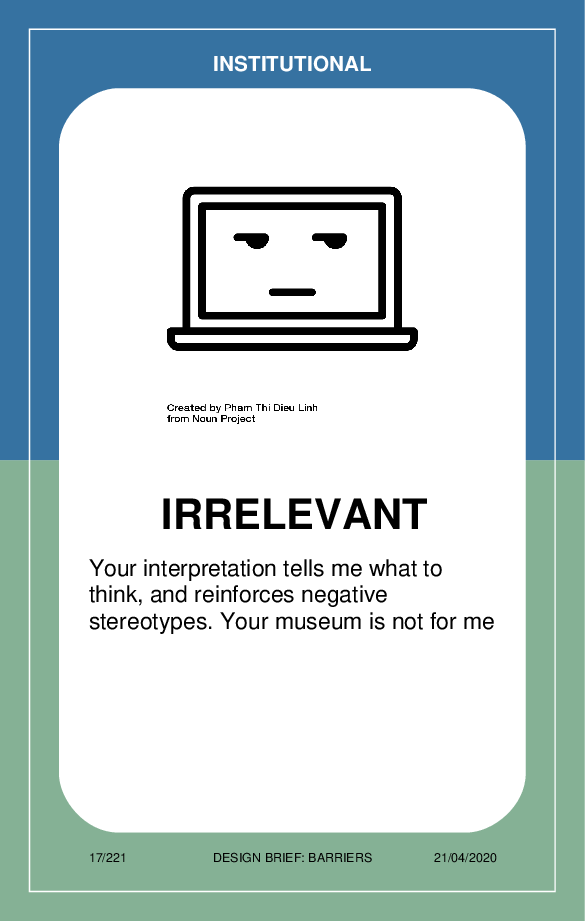 INSTITUTIONAL
Created by Pham Thi Dieu Linh
from Noun Project
IRRELEVANT
Your interpretation tells me what to
think, and reinforces negative
stereotypes. Your museum is not for me
17/221 DESIGN BRIEF: BARRIERS 21/04/2020